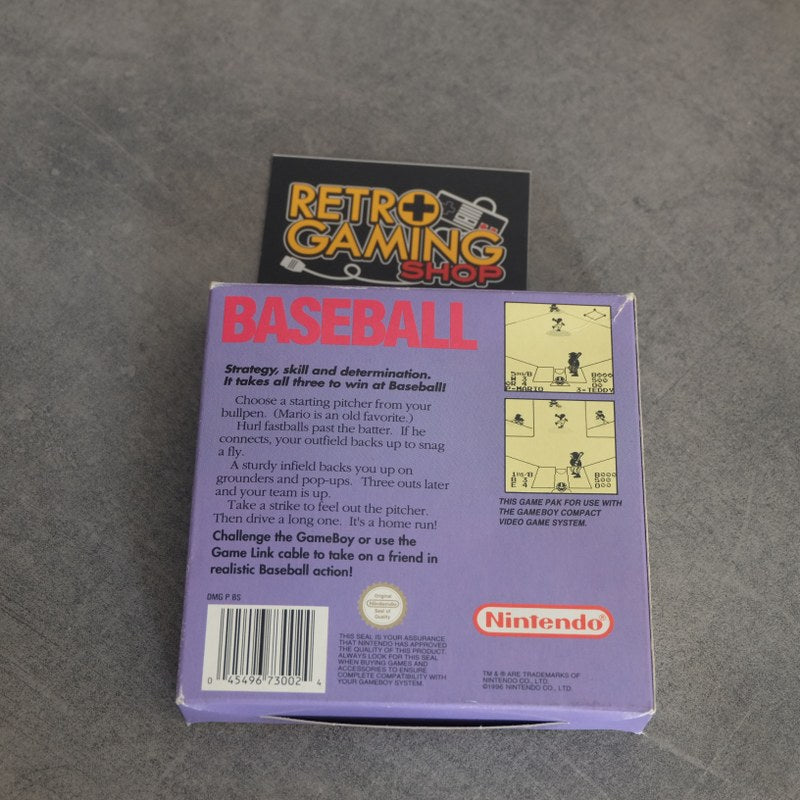 RETRO
GAMING
SHOP
BASEBALL
Strategy, skill and determination.
It takes all three to win at Baseball!
Choose a starting pitcher from your
bullpen. (Mario is an old favorite.)
Hurl fastballs past the batter. If he
connects, your outfield backs up to snag
a fly.
A sturdy infield backs you up on
grounders and pop-ups. Three outs later
and your team is up.
Take a strike to feel out the pitcher.
Then drive a long one. It's a home run!
Challenge the GameBoy or use the
Game Link cable to take on a friend in
realistic Baseball action!
P-MARIO 3-TEDDY
THIS GAME PAK FOR USE WITH
THE GAMEBOY COMPACT
VIDEO GAME SYSTEM.
DMG P BS
0 45496 73002 4
Original
Nintendo
Seal of
Quality
THIS SEAL IS YOUR ASSURANCE
THAT NINTENDO HAS APPROVED
THE QUALITY OF THIS PRODUCT.
ALWAYS LOOK FOR THIS SEAL
WHEN BUYING GAMES AND
ACCESSORIES TO ENSURE
COMPLETE COMPATIBILITY WITH
YOUR GAMEBOY SYSTEM.
Nintendo®
TM & ® ARE TRADEMARKS OF
NINTENDO CO., LTD.
©1996 NINTENDO CO., LTD.